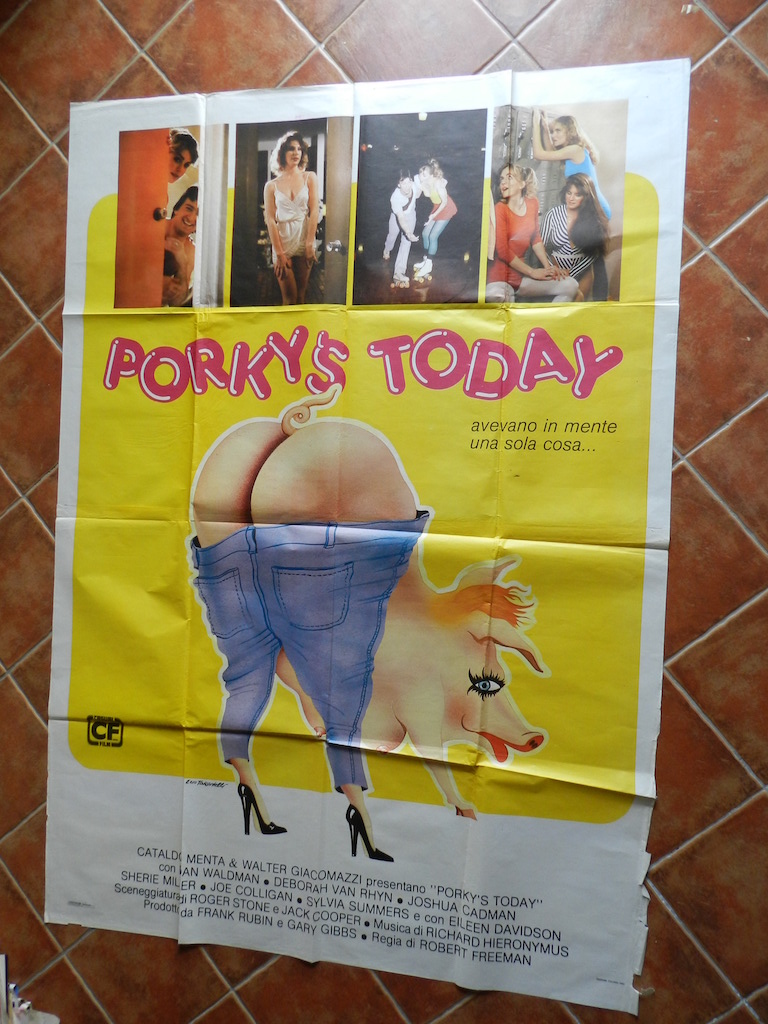 PORKY'S TODAY
avevano in mente
una sola cosa...
CF
FILM
CATALDO MENTA & WALTER GIACOMAZZI presentano "PORKY'S TODAY"
con IAN WALDMAN • DEBORAH VAN RHYN • JOSHUA CADMAN
SHERIE MILLER • JOE COLLIGAN • SYLVIA SUMMERS e con EILEEN DAVIDSON
Sceneggiatura di ROGER STONE e JACK COOPER • Musica di RICHARD HIERONYMUS
Prodotto da FRANK RUBIN e GARY GIBBS • Regia di ROBERT FREEMAN